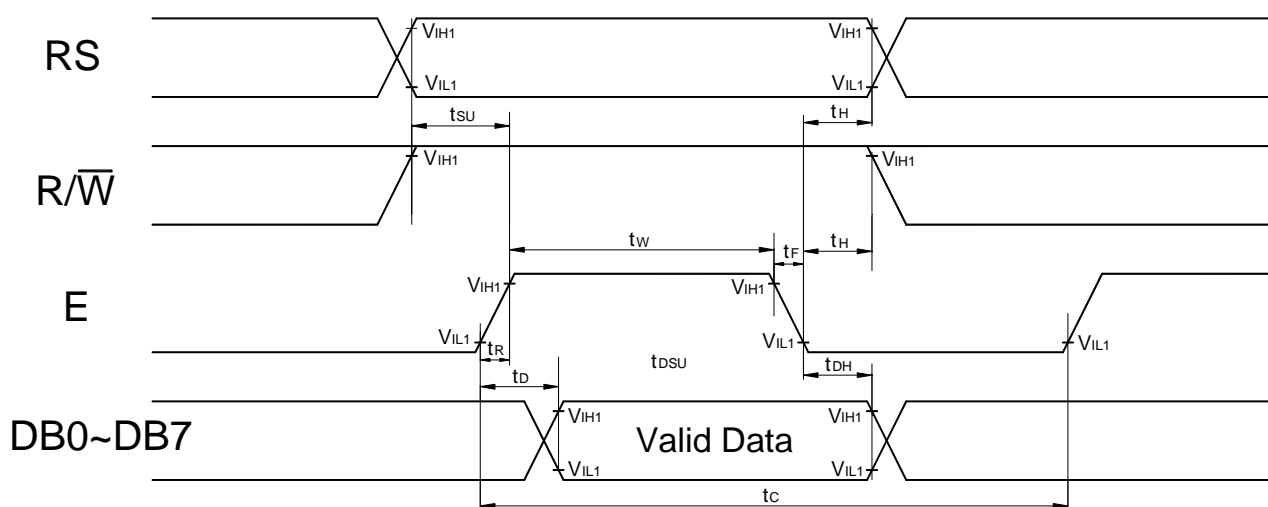 VIH1 VIH1
RS
VIL1 VIL1
tSU tH
VIH1 VIH1
R/W̅
tW tF tH
VIH1 VIH1
E
VIL1 VIL1 VIL1
tR tDSU tDH
tD
VIH1 VIH1
DB0~DB7 Valid Data
VIL1 VIL1
tC